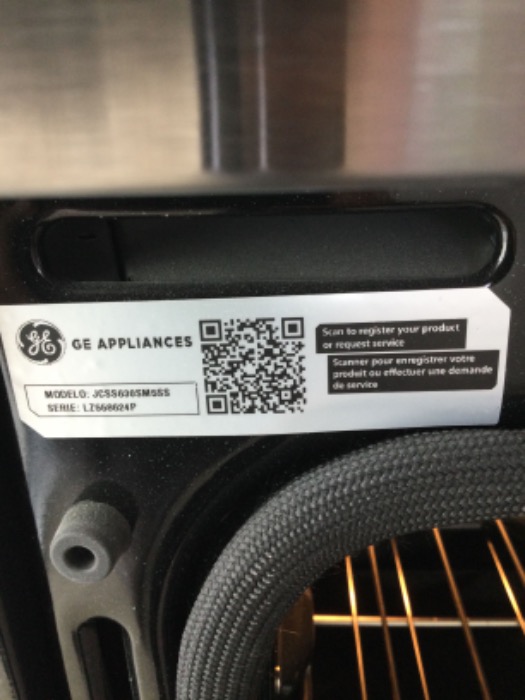 GE APPLIANCES
MODELO: JCSS630SM5SS
SERIE: LZ668624P
Scan to register your product
or request service
Scanner pour enregistrer votre
produit ou effectuer une demande
de service